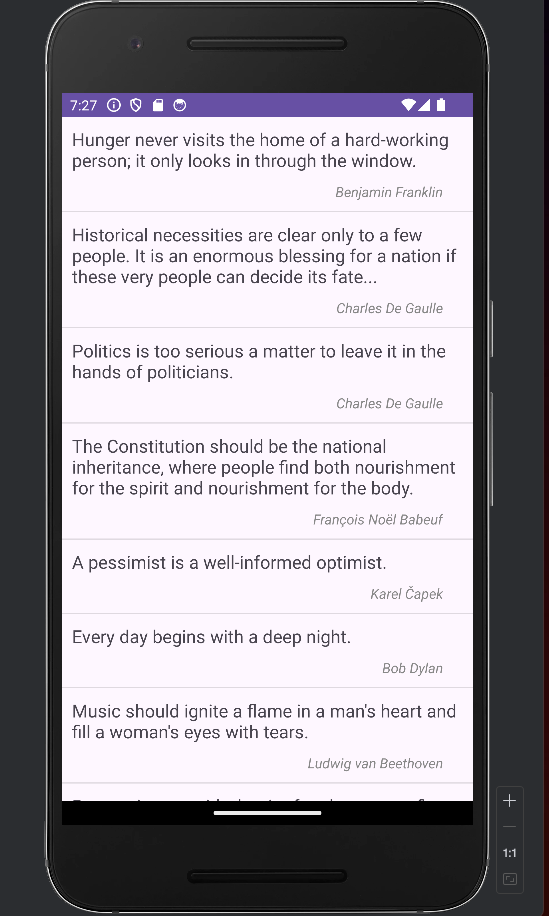 7:27
Hunger never visits the home of a hard-working
person; it only looks in through the window.
Benjamin Franklin
Historical necessities are clear only to a few
people. It is an enormous blessing for a nation if
these very people can decide its fate...
Charles De Gaulle
Politics is too serious a matter to leave it in the
hands of politicians.
Charles De Gaulle
The Constitution should be the national
inheritance, where people find both nourishment
for the spirit and nourishment for the body.
François Noël Babeuf
A pessimist is a well-informed optimist.
Karel Čapek
Every day begins with a deep night.
Bob Dylan
Music should ignite a flame in a man's heart and
fill a woman's eyes with tears.
Ludwig van Beethoven
1:1